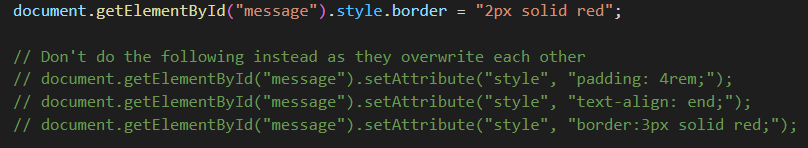 document.getElementById("message").style.border = "2px solid red";
// Don't do the following instead as they overwrite each other
// document.getElementById("message").setAttribute("style", "padding: 4rem;");
// document.getElementById("message").setAttribute("style", "text-align: end;");
// document.getElementById("message").setAttribute("style", "border:3px solid red;");